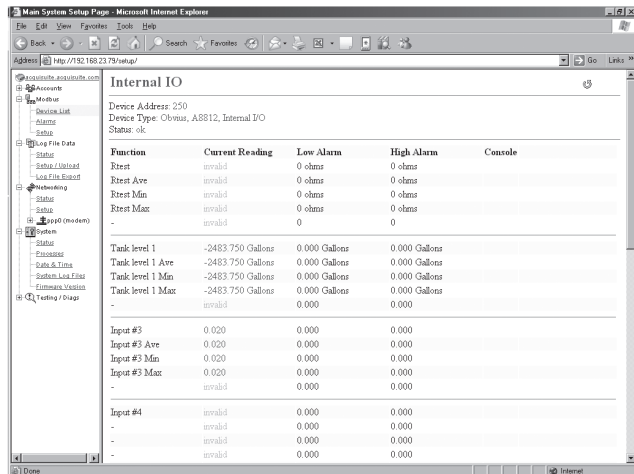 Main System Setup Page - Microsoft Internet Explorer
File Edit View Favorites Tools Help
Back Search Favorites
Address http://192.168.23.79/setup/ Go Links »
acquisuite.acquisuite.com
Accounts
Modbus
Device List
Alarms
Setup
Log File Data
Status
Setup / Upload
Log File Export
Networking
Status
Setup
ppp0 (modem)
System
Status
Processes
Date & Time
System Log Files
Firmware Version
Testing / Diags
Internal IO
Device Address: 250
Device Type: Obvius, A8812, Internal I/O
Status: ok
Function Current Reading Low Alarm High Alarm Console
Rtest invalid 0 ohms 0 ohms
Rtest Ave invalid 0 ohms 0 ohms
Rtest Min invalid 0 ohms 0 ohms
Rtest Max invalid 0 ohms 0 ohms
- invalid 0 0
Tank level 1 -2483.750 Gallons 0.000 Gallons 0.000 Gallons
Tank level 1 Ave -2483.750 Gallons 0.000 Gallons 0.000 Gallons
Tank level 1 Min -2483.750 Gallons 0.000 Gallons 0.000 Gallons
Tank level 1 Max -2483.750 Gallons 0.000 Gallons 0.000 Gallons
- invalid 0.000 0.000
Input #3 0.020 0.000 0.000
Input #3 Ave 0.020 0.000 0.000
Input #3 Min 0.020 0.000 0.000
Input #3 Max 0.020 0.000 0.000
- invalid 0.000 0.000
Input #4 invalid 0.000 0.000
- invalid 0.000 0.000
- invalid 0.000 0.000
- invalid 0.000 0.000
Done Internet